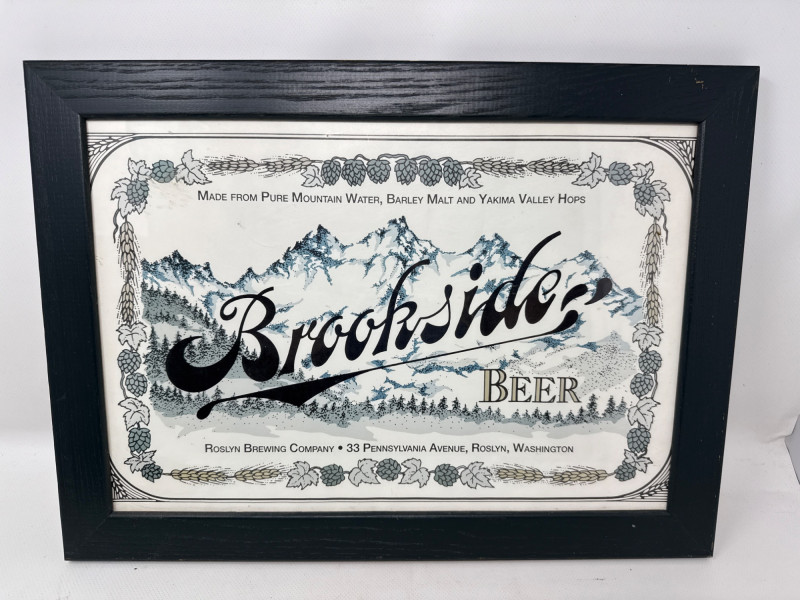 Made from Pure Mountain Water, Barley Malt and Yakima Valley Hops
Brookside
Beer
Roslyn Brewing Company • 33 Pennsylvania Avenue, Roslyn, Washington